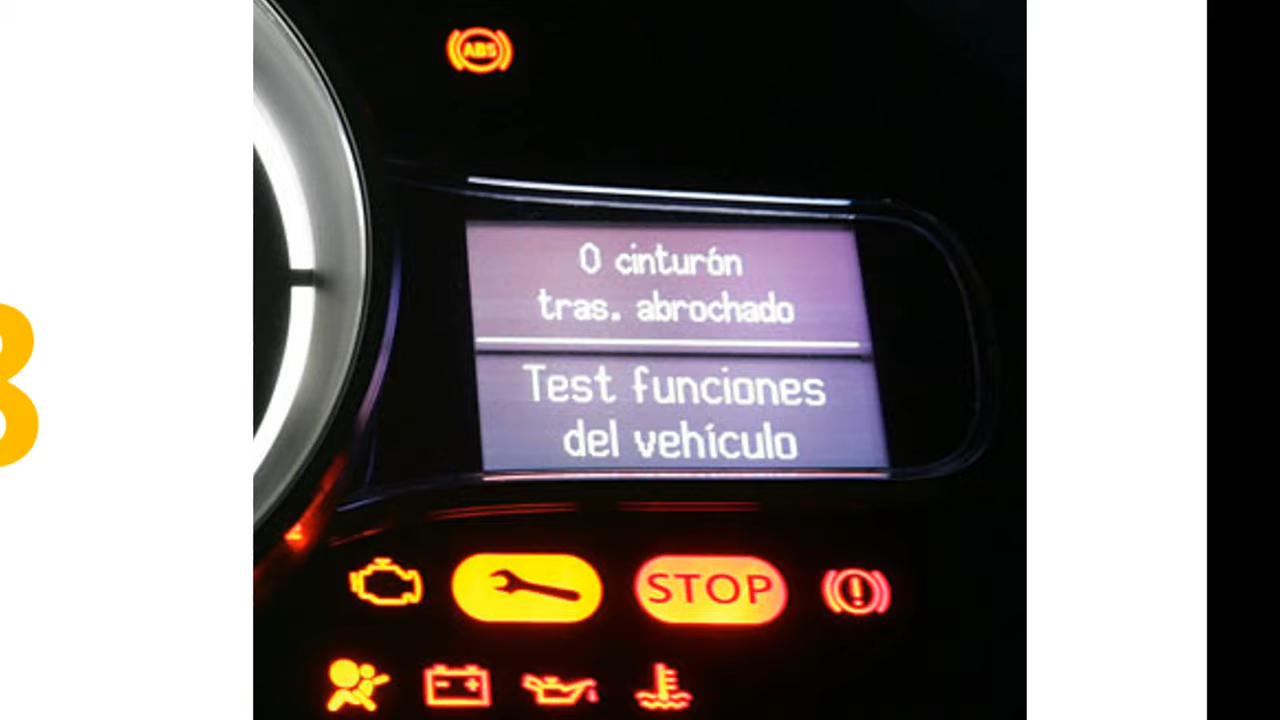 ABS
0 cinturón
tras. abrochado
Test funciones
del vehículo
STOP